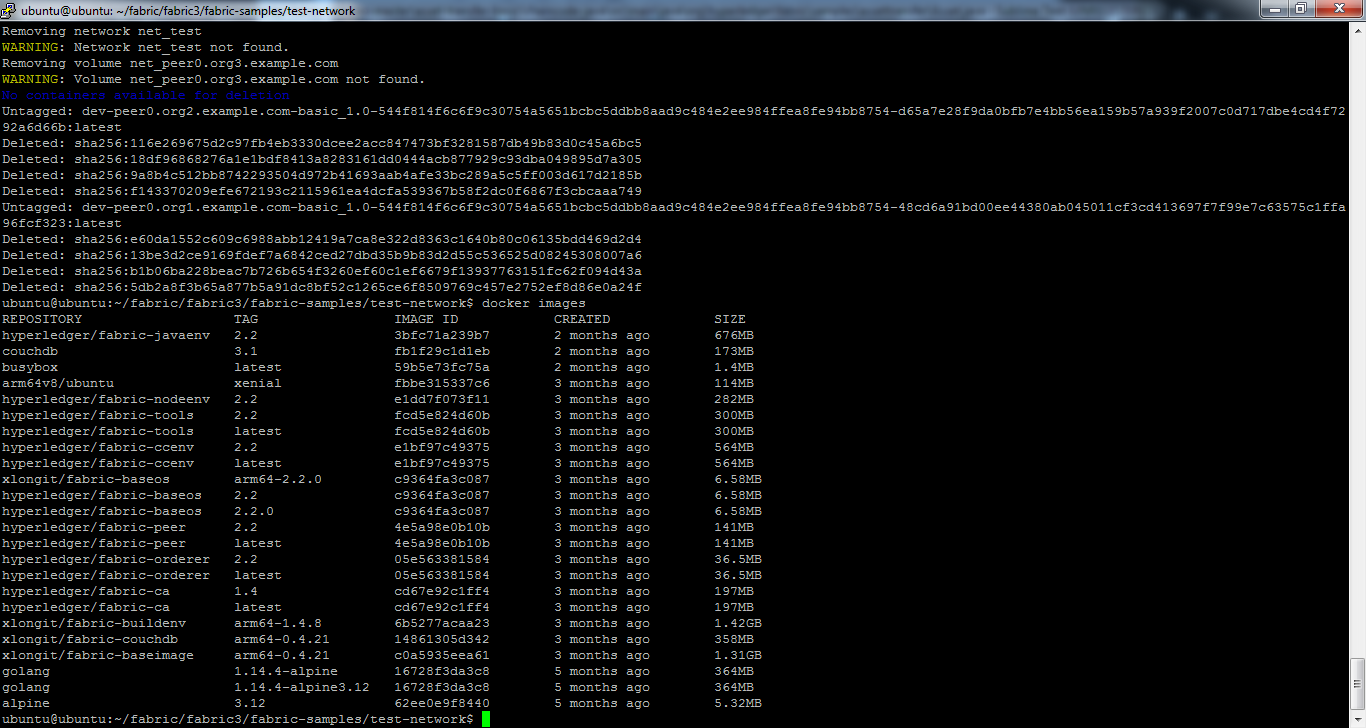 ubuntu@ubuntu: ~/fabric/fabric3/fabric-samples/test-network
Removing network net_test
WARNING: Network net_test not found.
Removing volume net_peer0.org3.example.com
WARNING: Volume net_peer0.org3.example.com not found.
No containers available for deletion
Untagged: dev-peer0.org2.example.com-basic_1.0-544f814f6c6f9c30754a5651bcbc5ddbb8aad9c484e2ee984ffea8fe94bb8754-d65a7e28f9da0bfb7e4bb56ea159b57a939f2007c0d717dbe4cd4f72
92a6d66b:latest
Deleted: sha256:116e269675d2c97fb4eb3330dcee2acc847473bf3281587db49b83d0c45a6bc5
Deleted: sha256:18df96868276a1e1bdf8413a8283161dd0444acb877929c93dba049895d7a305
Deleted: sha256:9a8b4c512bb8742293504d972b41693aab4afe33bc289a5c5ff003d617d2185b
Deleted: sha256:f143370209efe672193c2115961ea4dcfa539367b58f2dc0f6867f3cbcaaa749
Untagged: dev-peer0.org1.example.com-basic_1.0-544f814f6c6f9c30754a5651bcbc5ddbb8aad9c484e2ee984ffea8fe94bb8754-48cd6a91bd00ee44380ab045011cf3cd413697f7f99e7c63575c1ffa
96fcf323:latest
Deleted: sha256:e60da1552c609c6988abb12419a7ca8e322d8363c1640b80c06135bdd469d2d4
Deleted: sha256:13be3d2ce9169fdef7a6842ced27dbd35b9b83d2d55c536525d08245308007a6
Deleted: sha256:b1b06ba228beac7b726b654f3260ef60c1ef6679f13937763151fc62f094d43a
Deleted: sha256:5db2a8f3b65a877b5a91dc8bf52c1265ce6f8509769c457e2752ef8d86e0a24f
ubuntu@ubuntu:~/fabric/fabric3/fabric-samples/test-network$ docker images
REPOSITORY TAG IMAGE ID CREATED SIZE
hyperledger/fabric-javaenv 2.2 3bfc71a239b7 2 months ago 676MB
couchdb 3.1 fb1f29c1d1eb 2 months ago 173MB
busybox latest 59b5e73fc75a 2 months ago 1.4MB
arm64v8/ubuntu xenial fbbe315337c6 3 months ago 114MB
hyperledger/fabric-nodeenv 2.2 e1dd7f073f11 3 months ago 282MB
hyperledger/fabric-tools 2.2 fcd5e824d60b 3 months ago 300MB
hyperledger/fabric-tools latest fcd5e824d60b 3 months ago 300MB
hyperledger/fabric-ccenv 2.2 e1bf97c49375 3 months ago 564MB
hyperledger/fabric-ccenv latest e1bf97c49375 3 months ago 564MB
xlongit/fabric-baseos arm64-2.2.0 c9364fa3c087 3 months ago 6.58MB
hyperledger/fabric-baseos 2.2 c9364fa3c087 3 months ago 6.58MB
hyperledger/fabric-baseos 2.2.0 c9364fa3c087 3 months ago 6.58MB
hyperledger/fabric-peer 2.2 4e5a98e0b10b 3 months ago 141MB
hyperledger/fabric-peer latest 4e5a98e0b10b 3 months ago 141MB
hyperledger/fabric-orderer 2.2 05e563381584 3 months ago 36.5MB
hyperledger/fabric-orderer latest 05e563381584 3 months ago 36.5MB
hyperledger/fabric-ca 1.4 cd67e92c1ff4 3 months ago 197MB
hyperledger/fabric-ca latest cd67e92c1ff4 3 months ago 197MB
xlongit/fabric-buildenv arm64-1.4.8 6b5277acaa23 3 months ago 1.42GB
xlongit/fabric-couchdb arm64-0.4.21 14861305d342 3 months ago 358MB
xlongit/fabric-baseimage arm64-0.4.21 c0a5935eea61 3 months ago 1.31GB
golang 1.14.4-alpine 16728f3da3c8 5 months ago 364MB
golang 1.14.4-alpine3.12 16728f3da3c8 5 months ago 364MB
alpine 3.12 62ee0e9f8440 5 months ago 5.32MB
ubuntu@ubuntu:~/fabric/fabric3/fabric-samples/test-network$